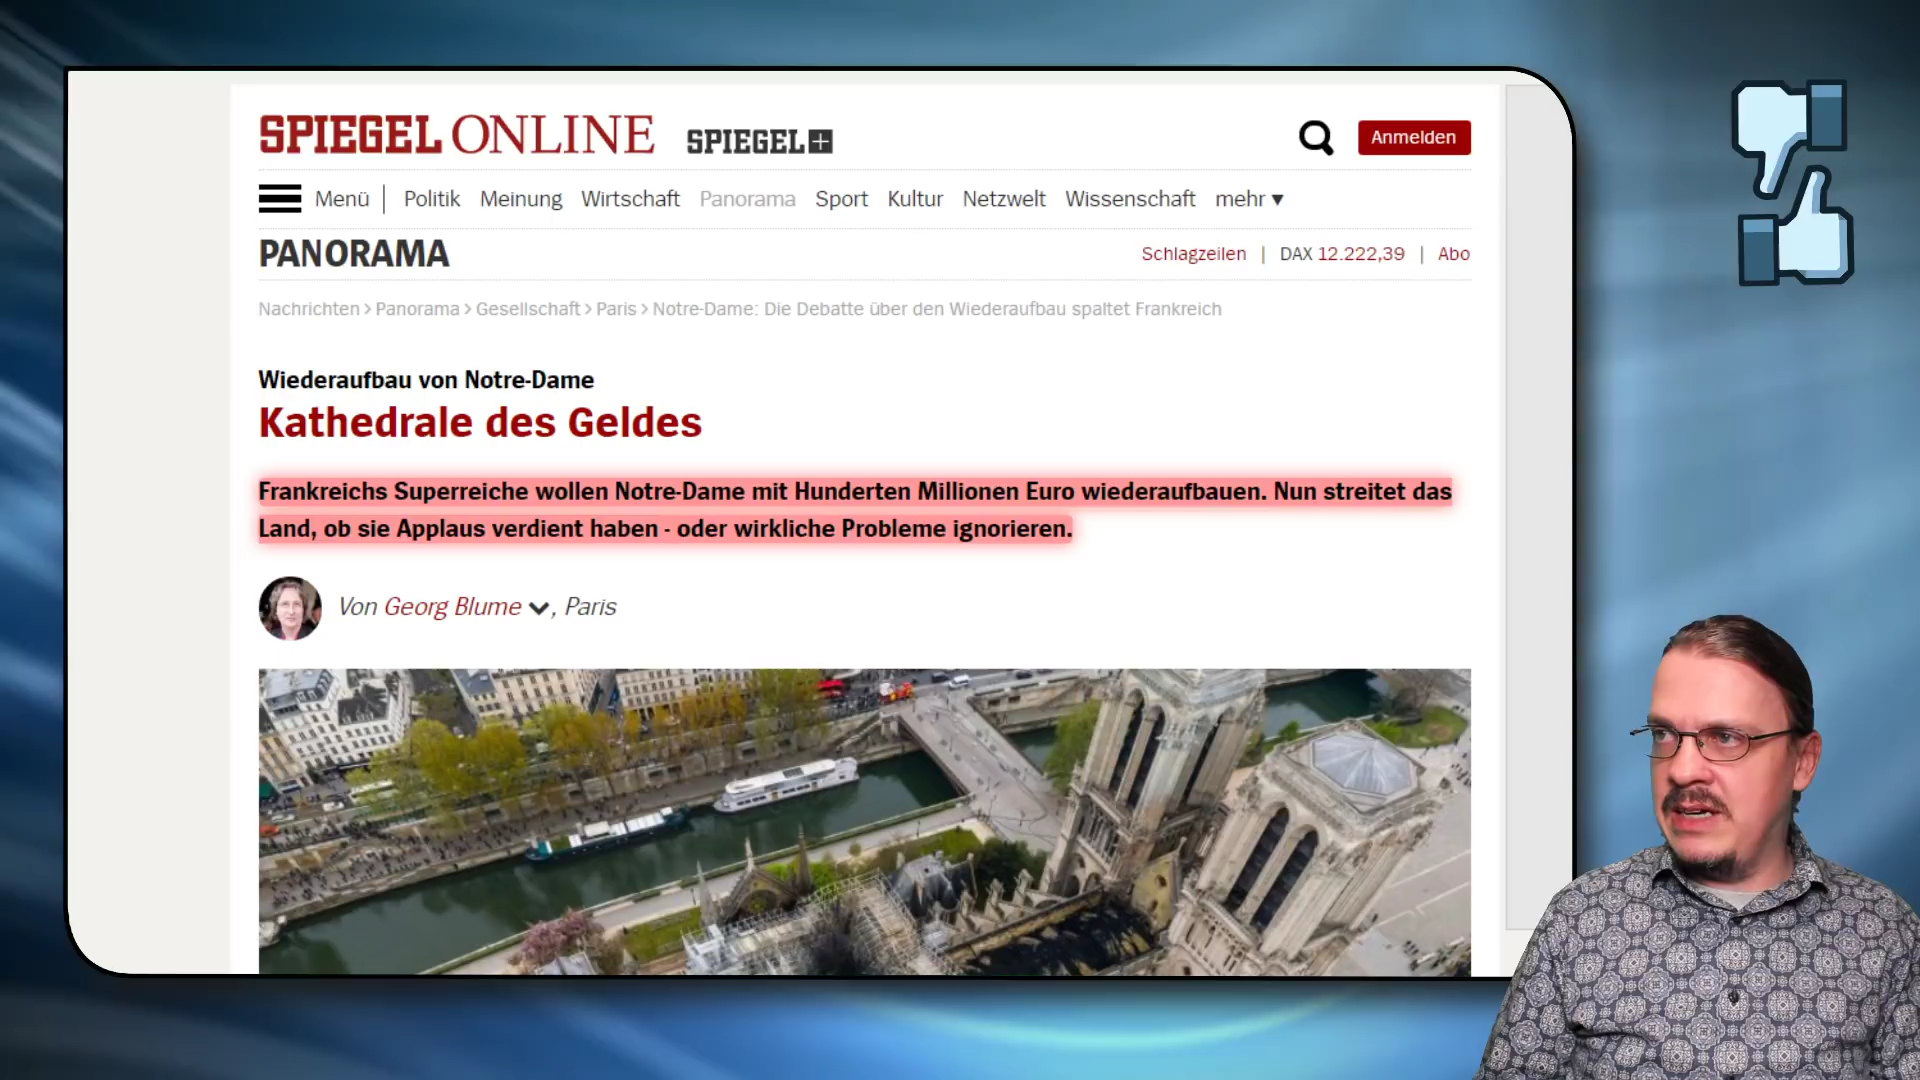 SPIEGEL ONLINE SPIEGEL+
Anmelden
Menü | Politik Meinung Wirtschaft Panorama Sport Kultur Netzwelt Wissenschaft mehr ▼
PANORAMA
Schlagzeilen | DAX 12.222,39 | Abo
Nachrichten > Panorama > Gesellschaft > Paris > Notre-Dame: Die Debatte über den Wiederaufbau spaltet Frankreich
Wiederaufbau von Notre-Dame
Kathedrale des Geldes
Frankreichs Superreiche wollen Notre-Dame mit Hunderten Millionen Euro wiederaufbauen. Nun streitet das
Land, ob sie Applaus verdient haben - oder wirkliche Probleme ignorieren.
Von Georg Blume, Paris